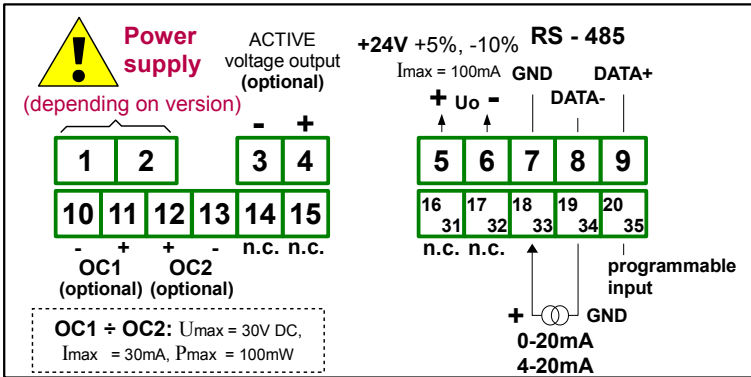 Power
supply
(depending on version)
ACTIVE
voltage output
(optional)
- +
+24V +5%, -10%
Imax = 100mA
+ Uo -
RS - 485
GND
DATA-
DATA+
1 2 3 4 5 6 7 8 9
10 11 12 13 14 15 16 31 17 32 18 33 19 34 20 35
- + + - n.c. n.c. n.c. n.c.
OC1 OC2
(optional) (optional)
programmable
input
+ GND
0-20mA
4-20mA
OC1 ÷ OC2: Umax = 30V DC,
Imax = 30mA, Pmax = 100mW